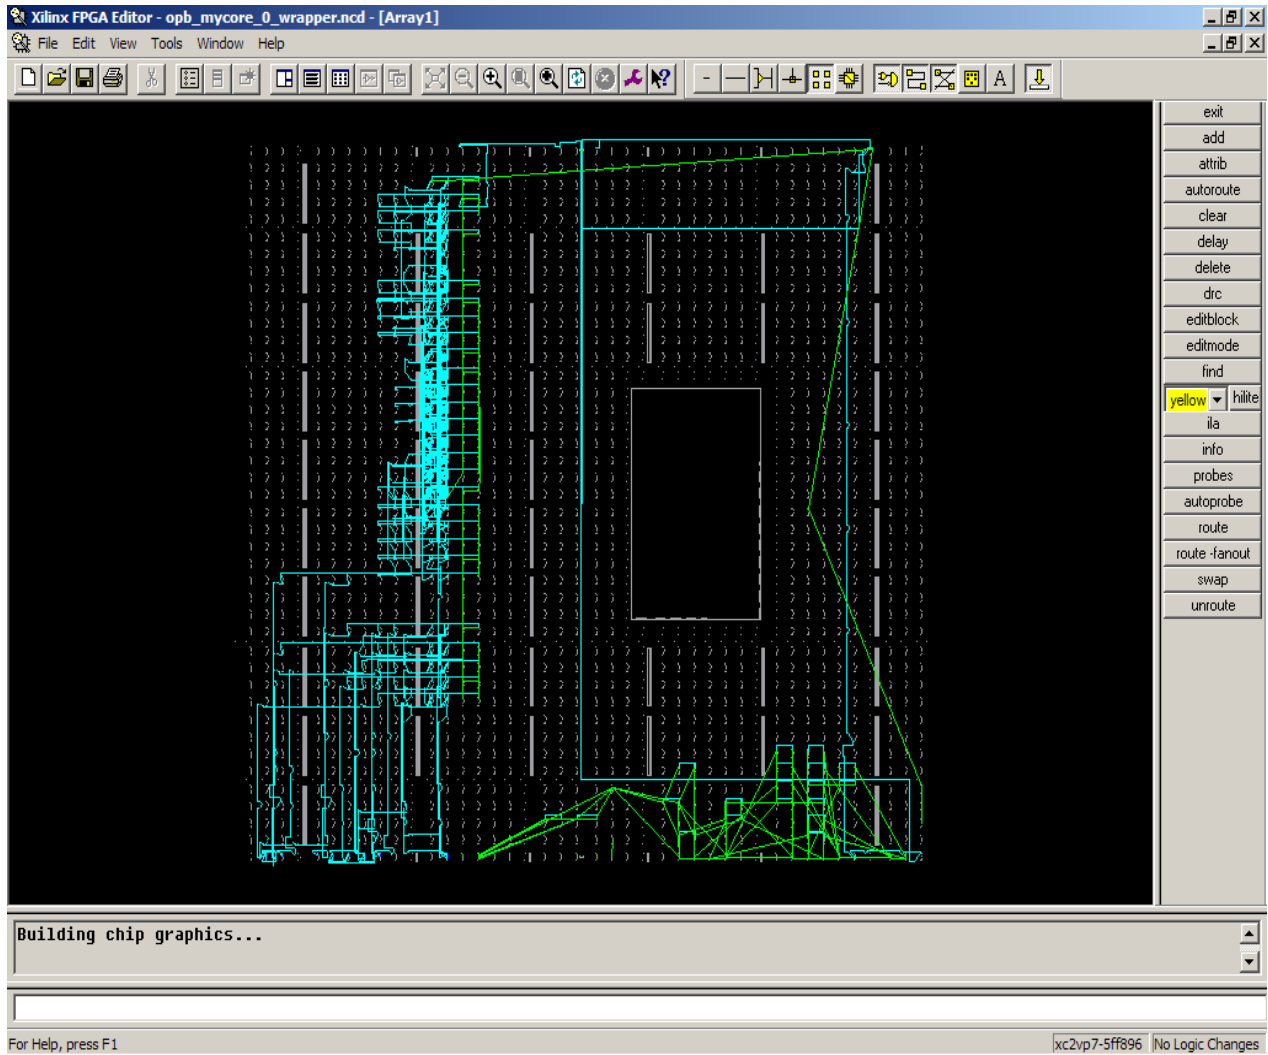 Xilinx FPGA Editor - opb_mycore_0_wrapper.ncd - [Array1]
File Edit View Tools Window Help
A
exit
add
attrib
autoroute
clear
delay
delete
drc
editblock
editmode
find
yellow hilite
ila
info
probes
autoprobe
route
route -fanout
swap
unroute
Building chip graphics...
For Help, press F1 xc2vp7-5ff896 No Logic Changes